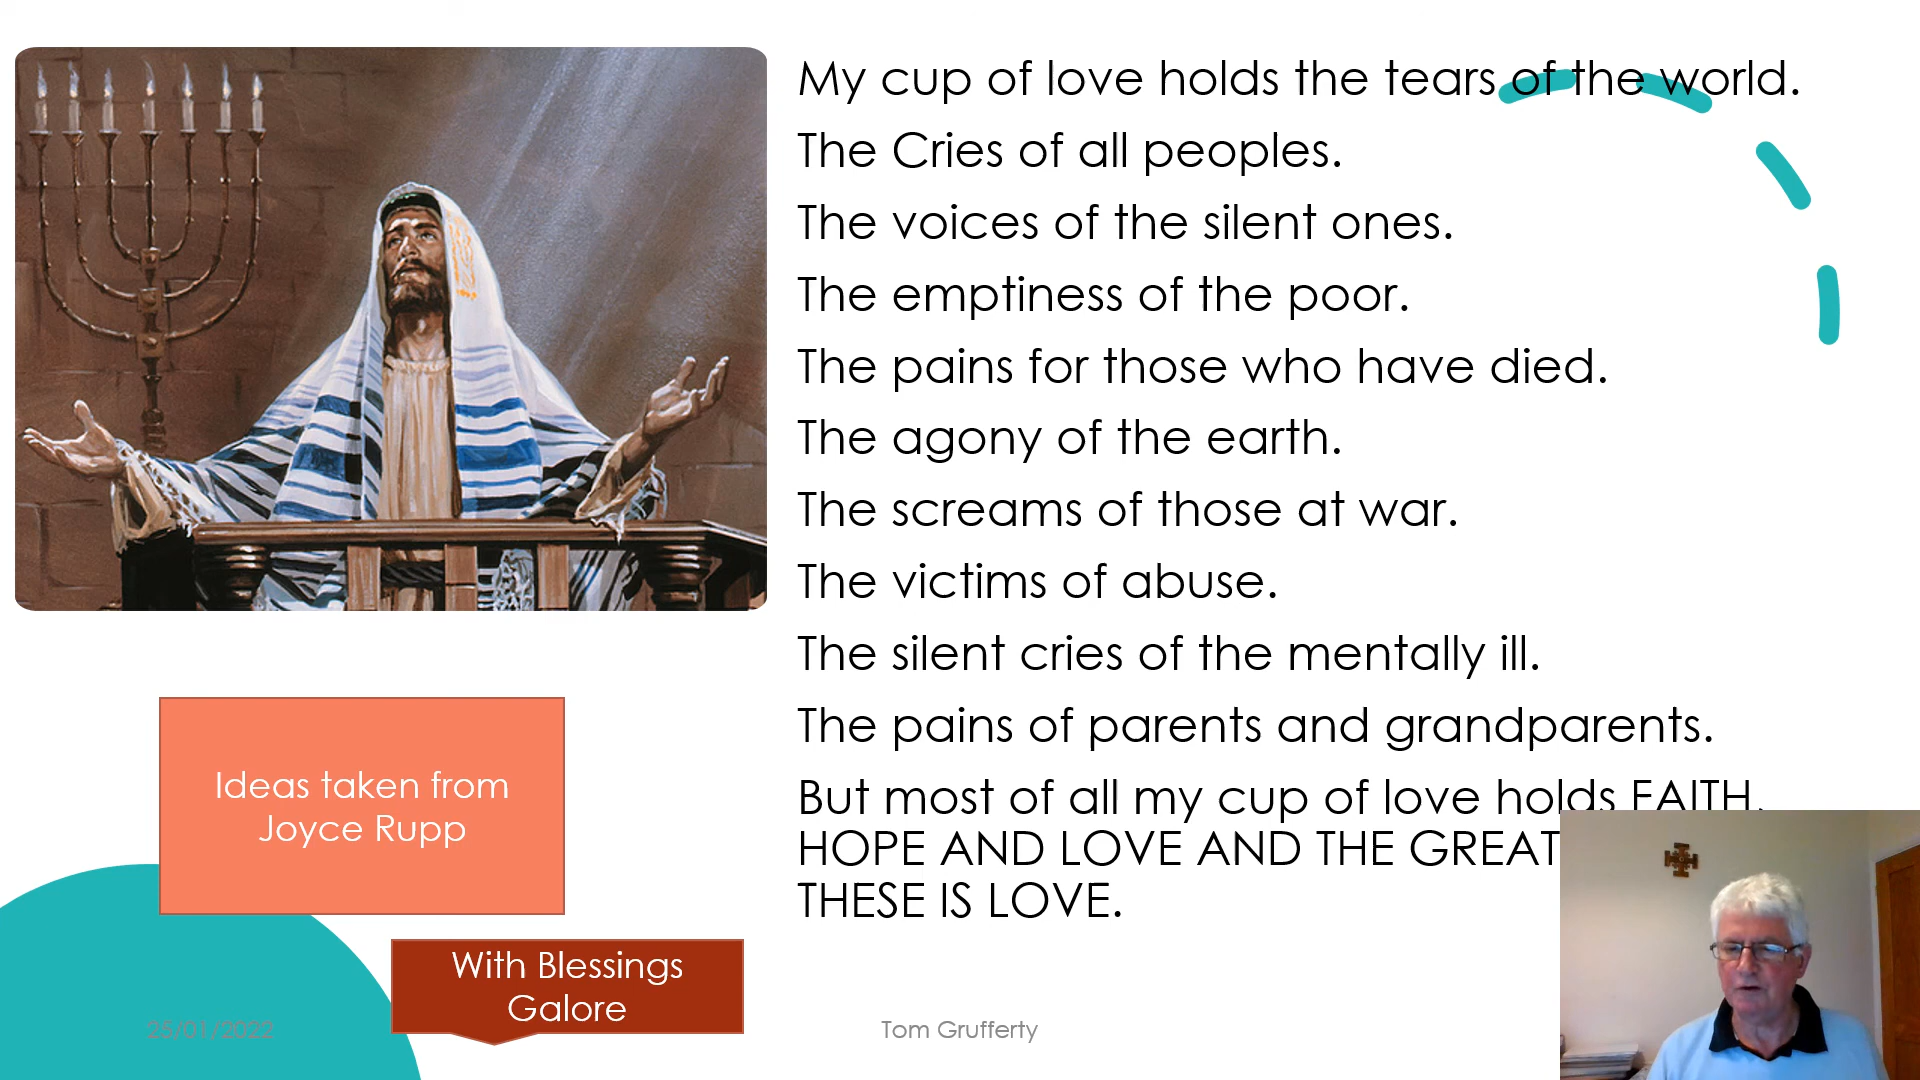 My cup of love holds the tears of the world.
The Cries of all peoples.
The voices of the silent ones.
The emptiness of the poor.
The pains for those who have died.
The agony of the earth.
The screams of those at war.
The victims of abuse.
The silent cries of the mentally ill.
The pains of parents and grandparents.
But most of all my cup of love holds FAITH,
HOPE AND LOVE AND THE GREAT
THESE IS LOVE.
Ideas taken from
Joyce Rupp
With Blessings
Galore
25/01/2022
Tom Grufferty